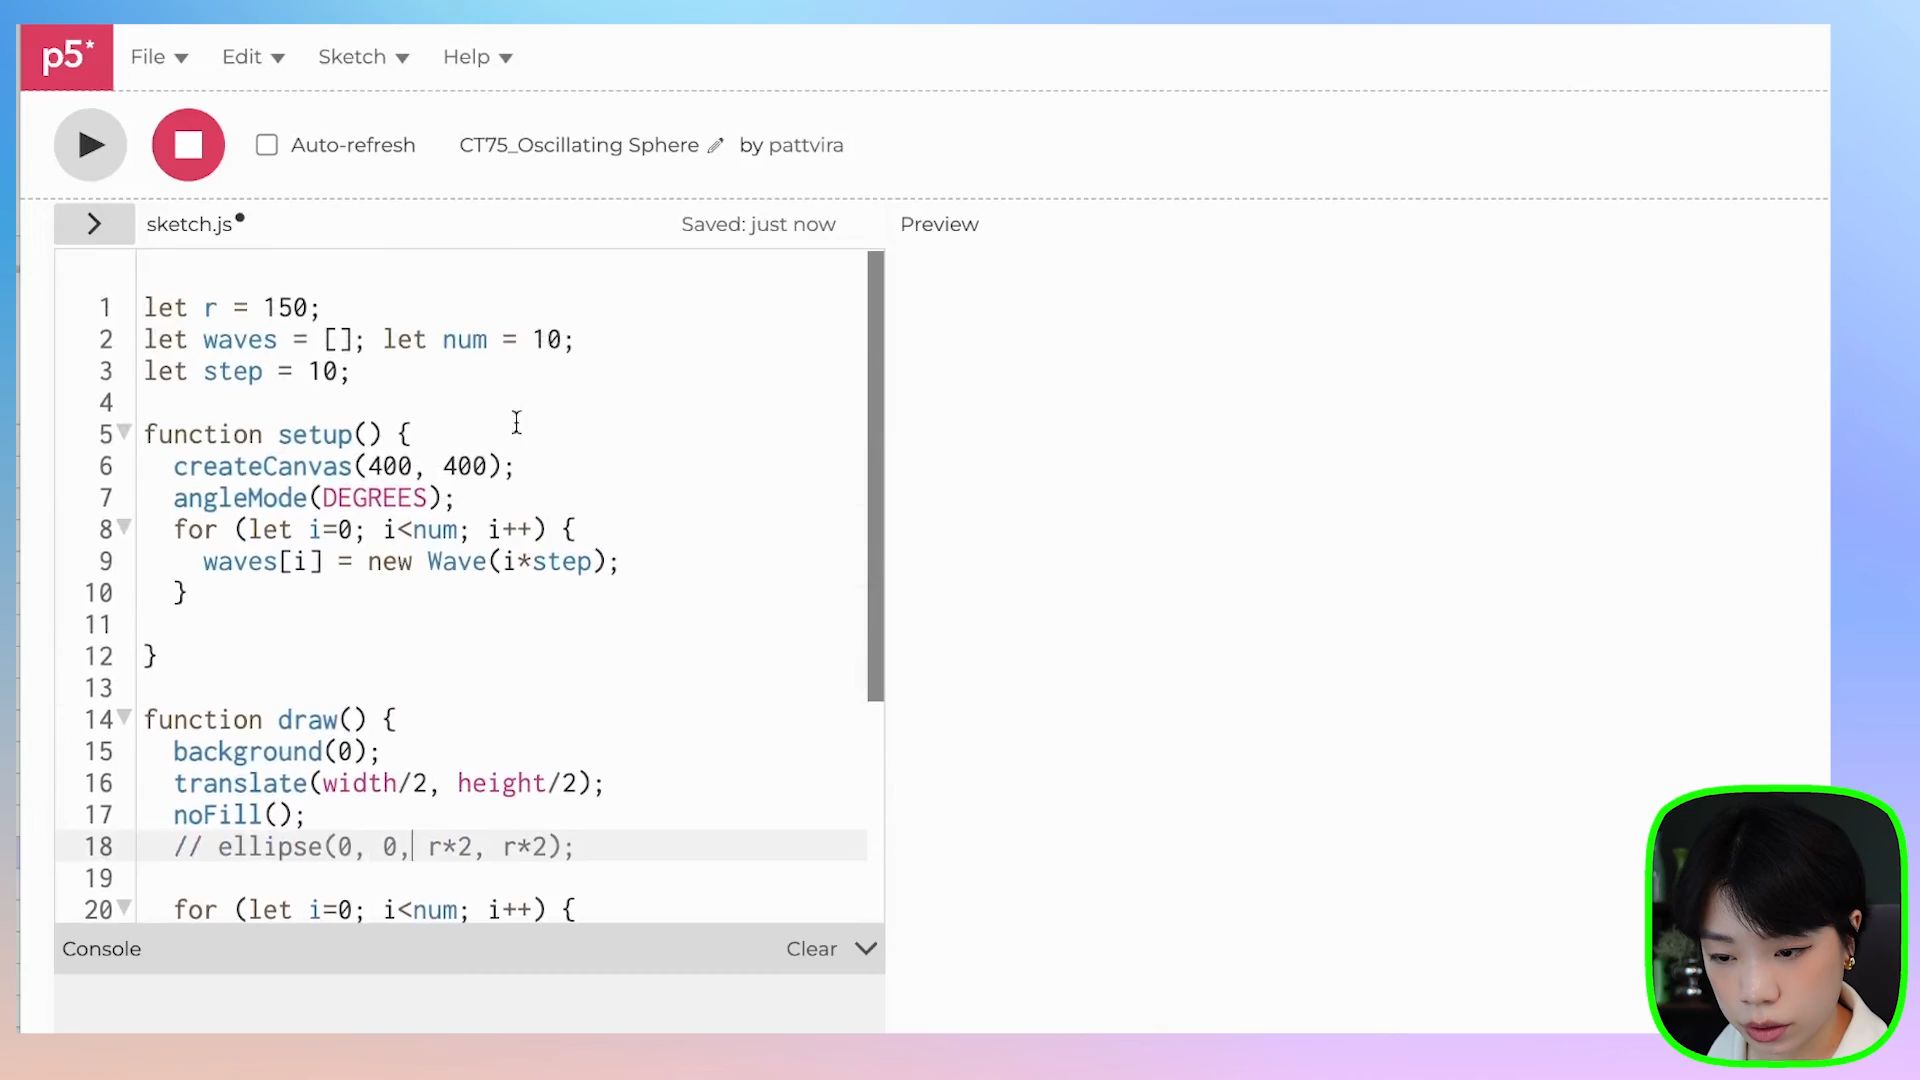 p5* File Edit Sketch Help
Auto-refresh CT75_Oscillating Sphere by pattvira
sketch.js Saved: just now Preview
1 let r = 150;
2 let waves = []; let num = 10;
3 let step = 10;
4
5 function setup() {
6 createCanvas(400, 400);
7 angleMode(DEGREES);
8 for (let i=0; i<num; i++) {
9 waves[i] = new Wave(i*step);
10 }
11
12 }
13
14 function draw() {
15 background(0);
16 translate(width/2, height/2);
17 noFill();
18 // ellipse(0, 0, r*2, r*2);
19
20 for (let i=0; i<num; i++) {
Console Clear